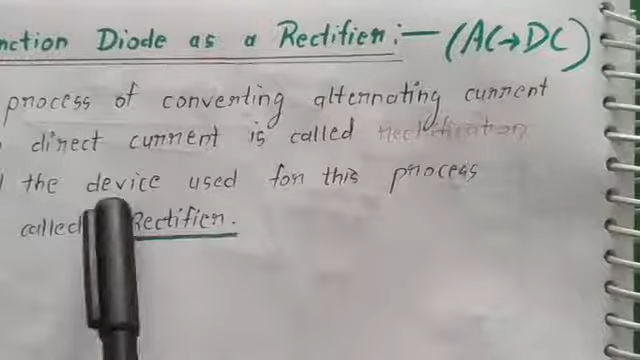 nction Diode as a Rectifier:— (AC→DC)
process of converting alternating current
direct current is called rectification
the device used for this process
called Rectifier.